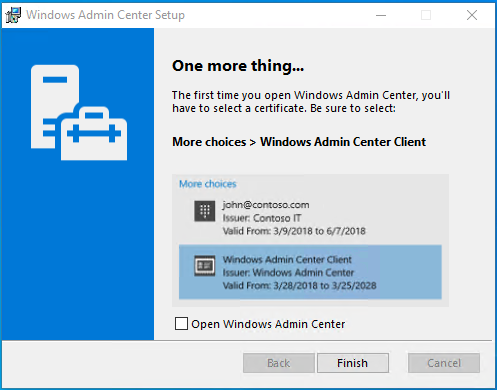 Windows Admin Center Setup
One more thing...
The first time you open Windows Admin Center, you'll
have to select a certificate. Be sure to select:
More choices > Windows Admin Center Client
More choices
john@contoso.com
Issuer: Contoso IT
Valid From: 3/9/2018 to 6/7/2018
Windows Admin Center Client
Issuer: Windows Admin Center
Valid From: 3/28/2018 to 3/25/2028
Open Windows Admin Center
Back
Finish
Cancel